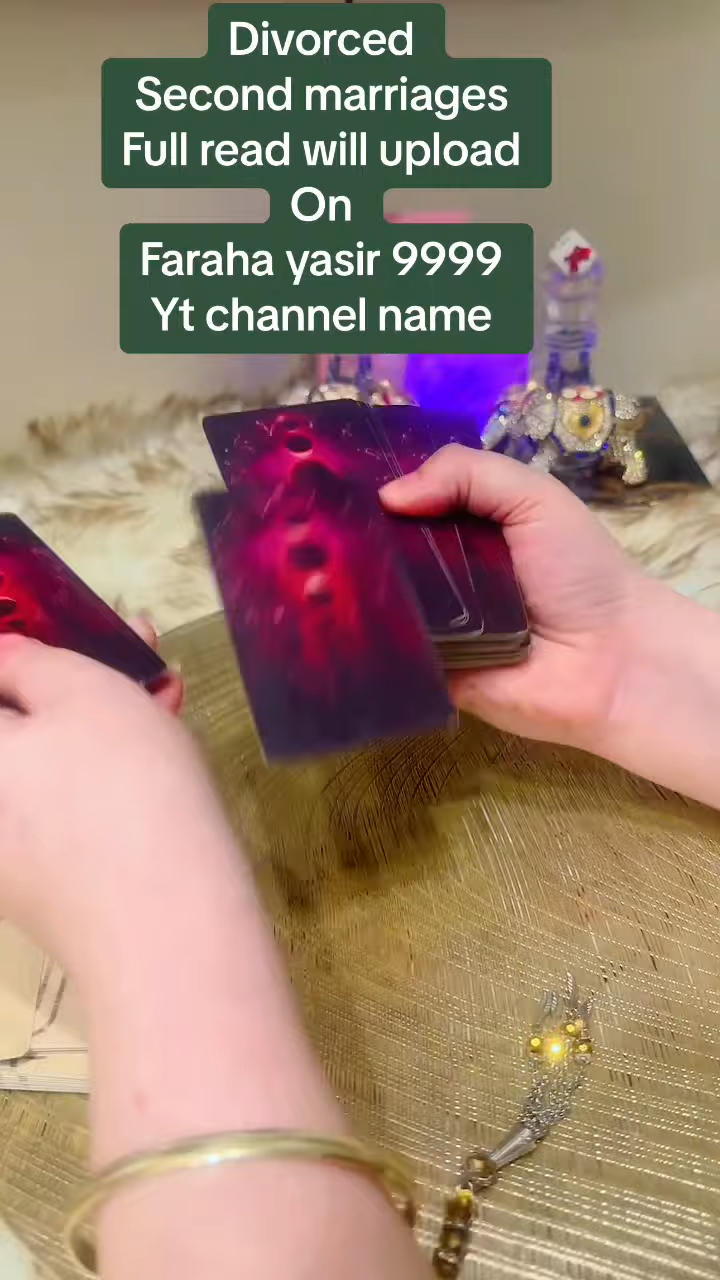 Divorced
Second marriages
Full read will upload
On
Faraha yasir 9999
Yt channel name